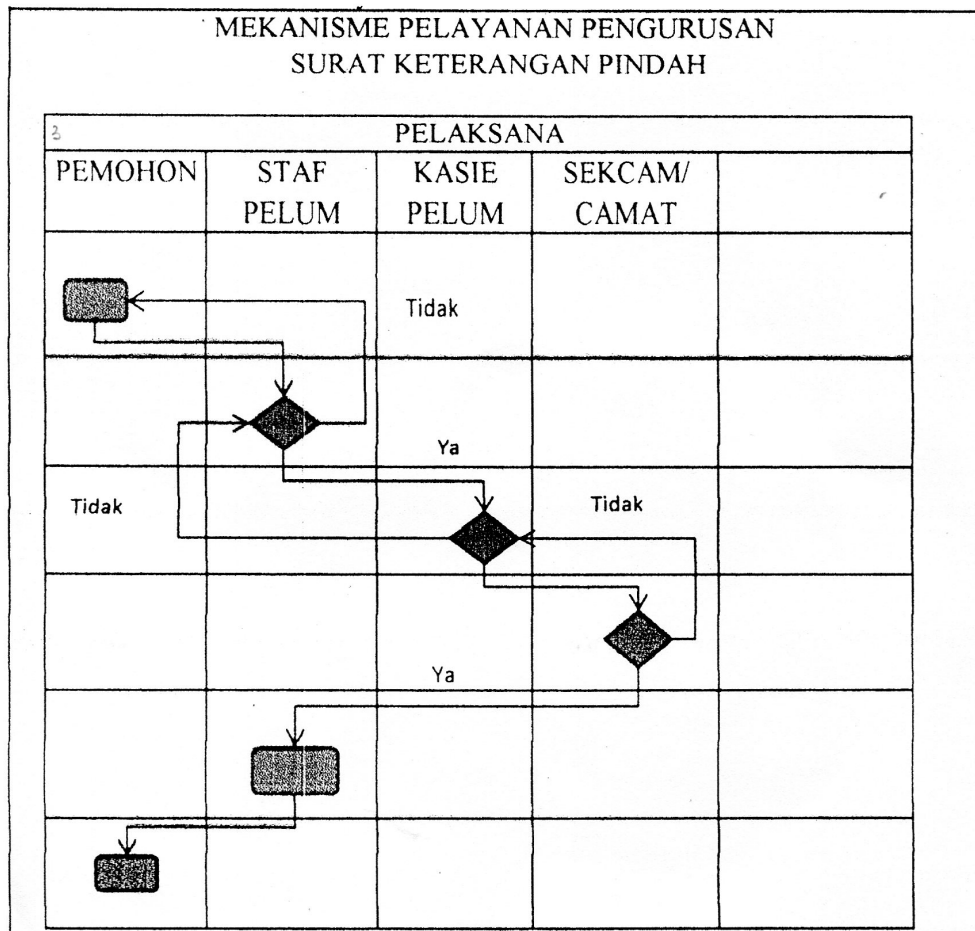 MEKANISME PELAYANAN PENGURUSAN
SURAT KETERANGAN PINDAH
3
PELAKSANA
PEMOHON
STAF
PELUM
KASIE
PELUM
SEKCAM/
CAMAT
Tidak
Ya
Tidak
Tidak
Ya